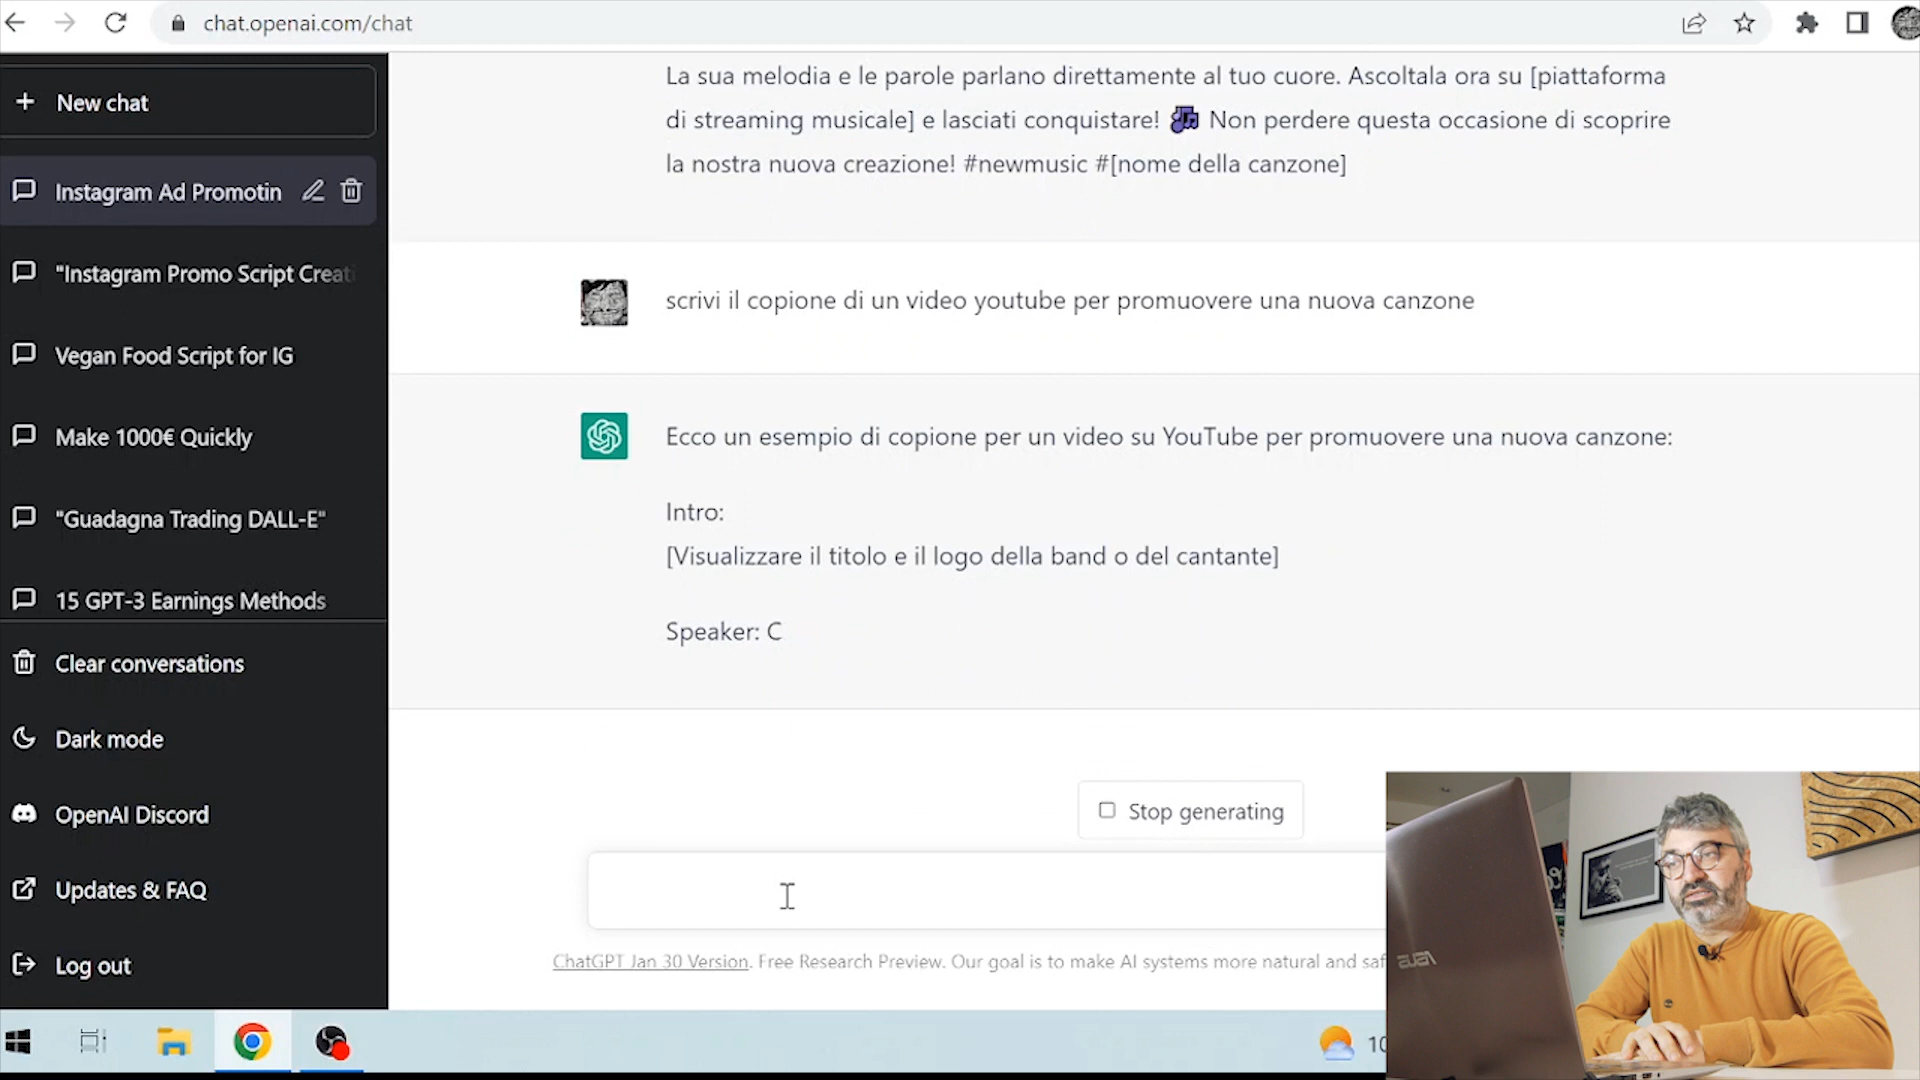 chat.openai.com/chat
New chat
Instagram Ad Promotin
"Instagram Promo Script Creati
Vegan Food Script for IG
Make 1000€ Quickly
"Guadagna Trading DALL-E"
15 GPT-3 Earnings Methods
Clear conversations
Dark mode
OpenAI Discord
Updates & FAQ
Log out
La sua melodia e le parole parlano direttamente al tuo cuore. Ascoltala ora su [piattaforma
di streaming musicale] e lasciati conquistare! 🎶 Non perdere questa occasione di scoprire
la nostra nuova creazione! #newmusic #[nome della canzone]
scrivi il copione di un video youtube per promuovere una nuova canzone
Ecco un esempio di copione per un video su YouTube per promuovere una nuova canzone:
Intro:
[Visualizzare il titolo e il logo della band o del cantante]
Speaker: C
Stop generating
ChatGPT Jan 30 Version. Free Research Preview. Our goal is to make AI systems more natural and saf
10
ASUS